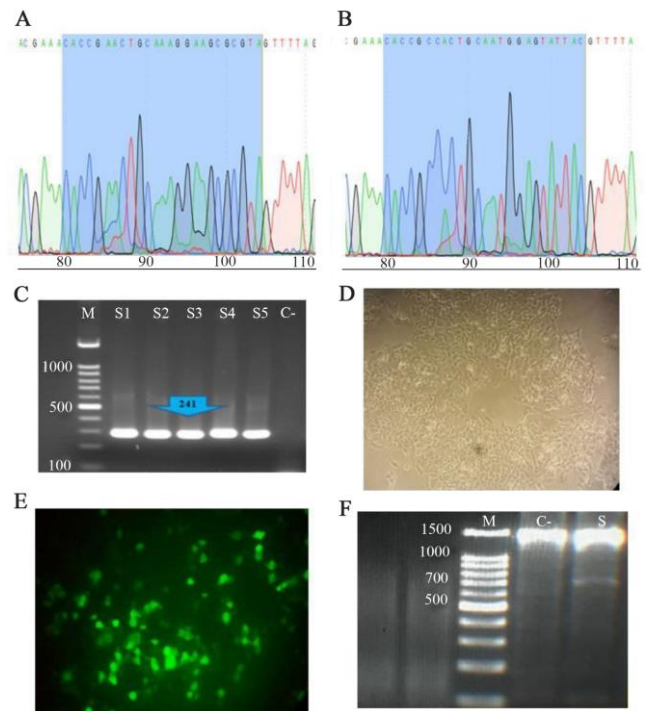 A
ACGAAACACCGAACTGCAAAGGAAGCGCGTAGTTTTAG
80 90 100 110
B
CGAAACACCGCCACTGCAATGGAGTATTACGTTTTA
80 90 100 110
C
M S1 S2 S3 S4 S5 C-
1000
500
241
100
D
E
F
M C- S
1500
1000
700
500